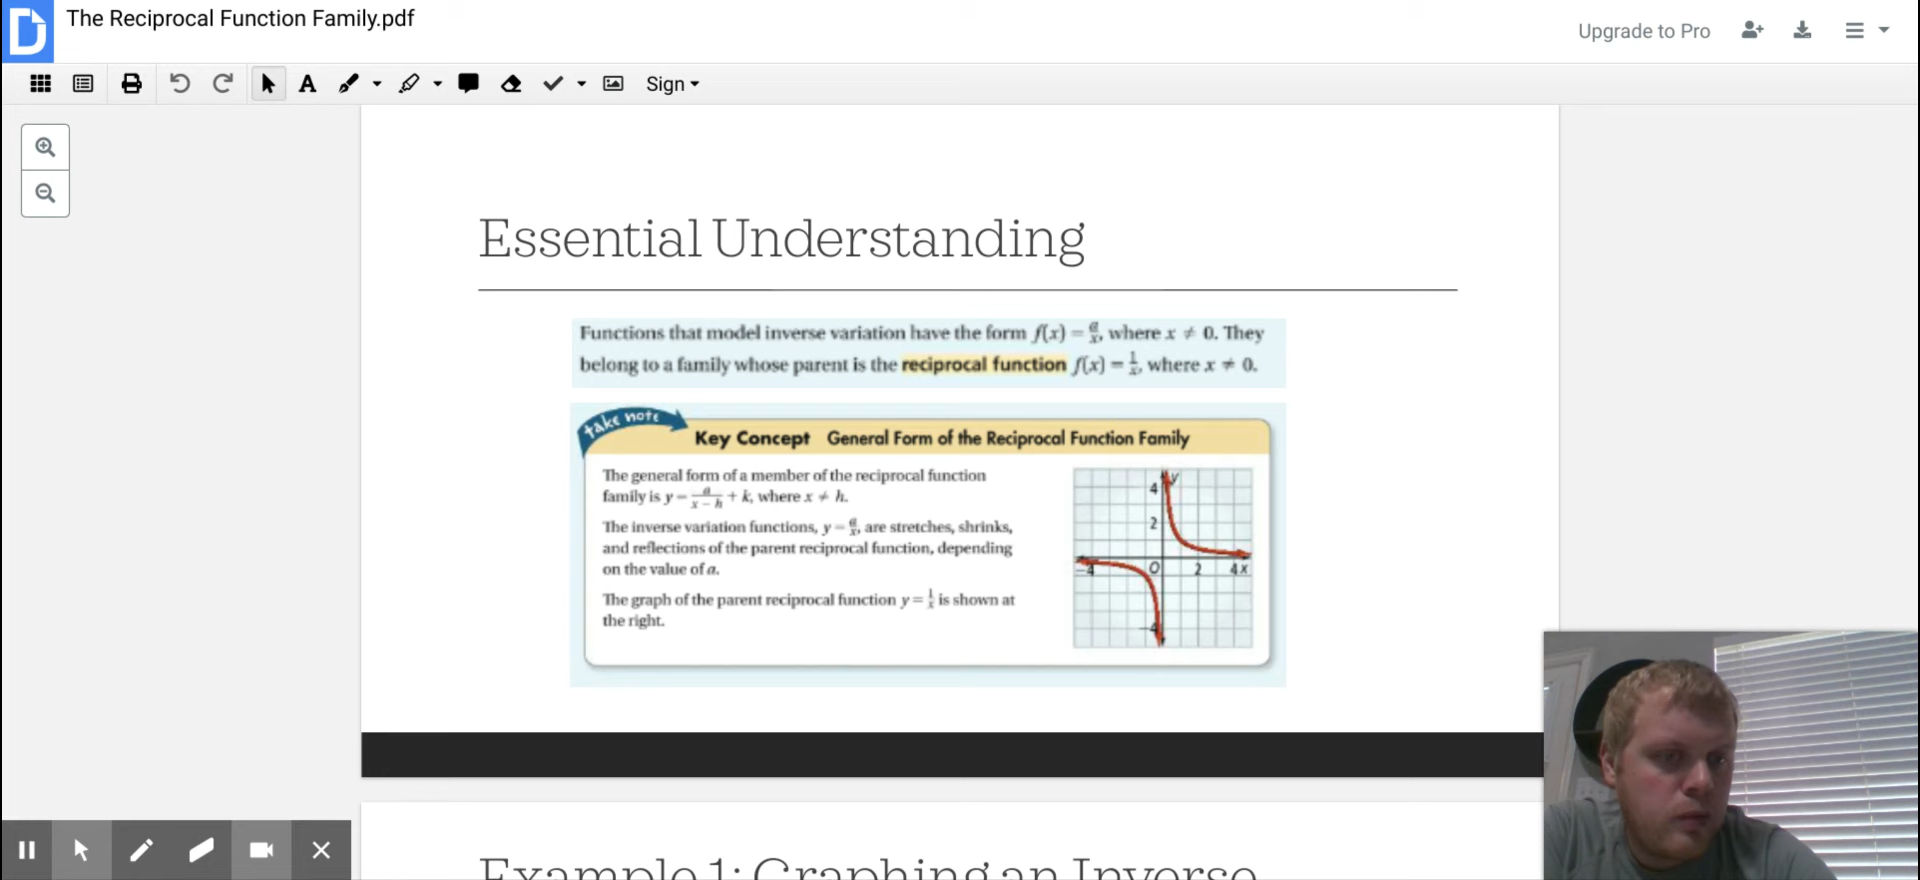 The Reciprocal Function Family.pdf
Upgrade to Pro
A
Sign
Essential Understanding
Functions that model inverse variation have the form f(x) = a/x, where x ≠ 0. They
belong to a family whose parent is the reciprocal function f(x) = 1/x, where x ≠ 0.
take note
Key Concept General Form of the Reciprocal Function Family
The general form of a member of the reciprocal function
family is y = a/(x − h) + k, where x ≠ h.
The inverse variation functions, y = a/x, are stretches, shrinks,
and reflections of the parent reciprocal function, depending
on the value of a.
The graph of the parent reciprocal function y = 1/x is shown at
the right.
y
4
2
−4 O 2 4 x
−4
Example 1: Graphing an Inverse